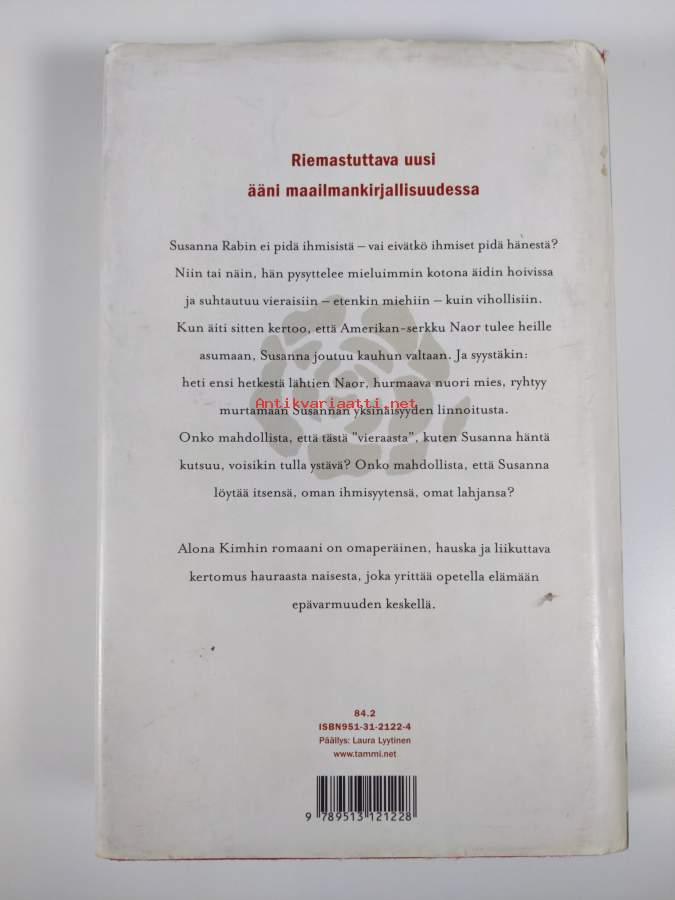 Riemastuttava uusi
ääni maailmankirjallisuudessa
Susanna Rabin ei pidä ihmisistä – vai eivätkö ihmiset pidä hänestä?
Niin tai näin, hän pysyttelee mieluimmin kotona äidin hoivissa
ja suhtautuu vieraisiin – etenkin miehiin – kuin vihollisiin.
Kun äiti sitten kertoo, että Amerikan-serkku Naor tulee heille
asumaan, Susanna joutuu kauhun valtaan. Ja syystäkin:
heti ensi hetkestä lähtien Naor, hurmaava nuori mies, ryhtyy
Antikvariaatti.net
murtamaan Susannan yksinäisyyden linnoitusta.
Onko mahdollista, että tästä "vieraasta", kuten Susanna häntä
kutsuu, voisikin tulla ystävä? Onko mahdollista, että Susanna
löytää itsensä, oman ihmisyytensä, omat lahjansa?
Alona Kimhin romaani on omaperäinen, hauska ja liikuttava
kertomus hauraasta naisesta, joka yrittää opetella elämään
epävarmuuden keskellä.
84.2
ISBN951-31-2122-4
Päällys: Laura Lyytinen
www.tammi.net
9 789513 121228